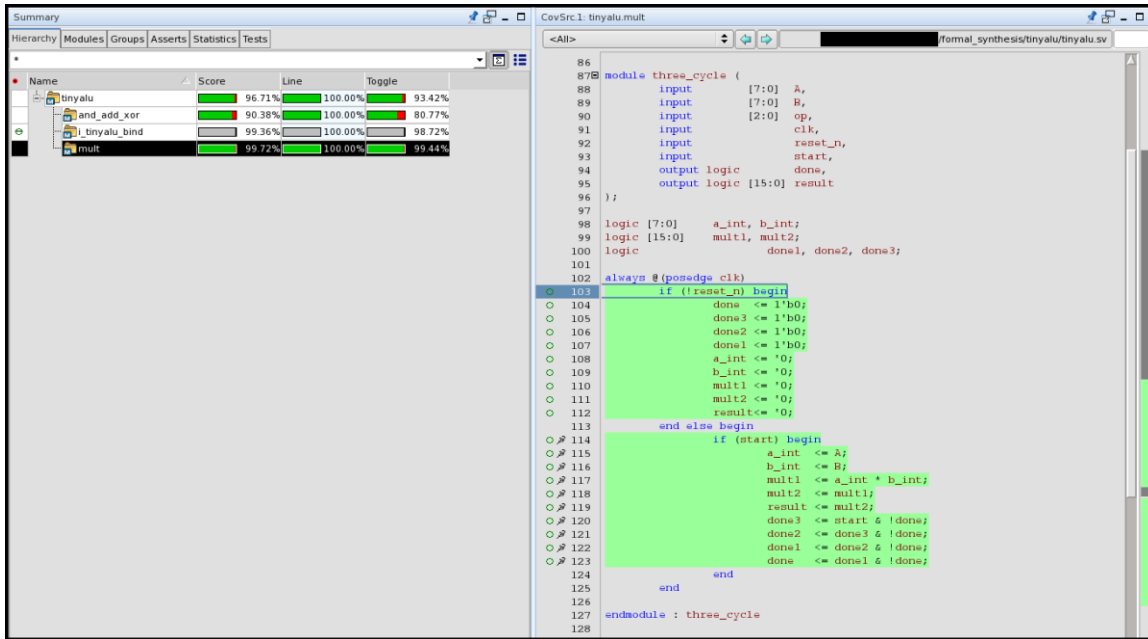 Summary
Hierarchy Modules Groups Asserts Statistics Tests
*
Name Score Line Toggle
tinyalu 96.71% 100.00% 93.42%
and_add_xor 90.38% 100.00% 80.77%
i_tinyalu_bind 99.36% 100.00% 98.72%
mult 99.72% 100.00% 99.44%
CovSrc.1: tinyalu.mult
<All> /formal_synthesis/tinyalu/tinyalu.sv
86
87 module three_cycle (
88 input [7:0] A,
89 input [7:0] B,
90 input [2:0] op,
91 input clk,
92 input reset_n,
93 input start,
94 output logic done,
95 output logic [15:0] result
96 );
97
98 logic [7:0] a_int, b_int;
99 logic [15:0] mult1, mult2;
100 logic done1, done2, done3;
101
102 always @(posedge clk)
103 if (!reset_n) begin
104 done <= 1'b0;
105 done3 <= 1'b0;
106 done2 <= 1'b0;
107 done1 <= 1'b0;
108 a_int <= '0;
109 b_int <= '0;
110 mult1 <= '0;
111 mult2 <= '0;
112 result<= '0;
113 end else begin
114 if (start) begin
115 a_int <= A;
116 b_int <= B;
117 mult1 <= a_int * b_int;
118 mult2 <= mult1;
119 result <= mult2;
120 done3 <= start & !done;
121 done2 <= done3 & !done;
122 done1 <= done2 & !done;
123 done <= done1 & !done;
124 end
125 end
126
127 endmodule : three_cycle
128